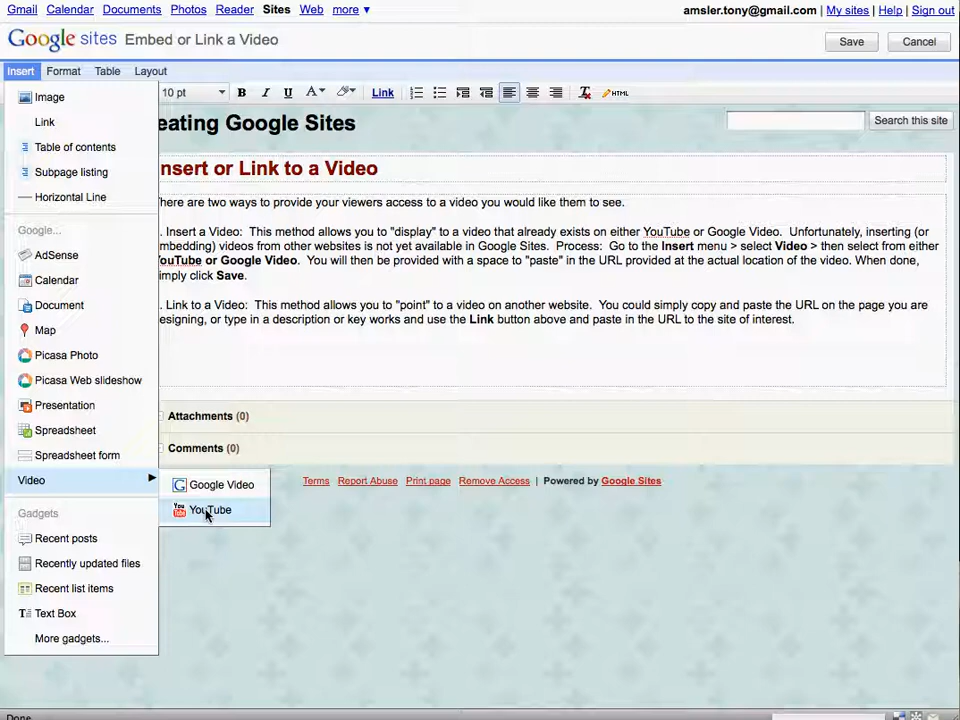 Gmail Calendar Documents Photos Reader Sites Web more ▼ amsler.tony@gmail.com | My sites | Help | Sign out
Google sites Embed or Link a Video Save Cancel
Insert Format Table Layout
10 pt B I U A Link HTML
eating Google Sites Search this site
nsert or Link to a Video
here are two ways to provide your viewers access to a video you would like them to see.
. Insert a Video: This method allows you to "display" to a video that already exists on either YouTube or Google Video. Unfortunately, inserting (or
mbedding) videos from other websites is not yet available in Google Sites. Process: Go to the Insert menu > select Video > then select from either
YouTube or Google Video. You will then be provided with a space to "paste" in the URL provided at the actual location of the video. When done,
imply click Save.
. Link to a Video: This method allows you to "point" to a video on another website. You could simply copy and paste the URL on the page you are
esigning, or type in a description or key works and use the Link button above and paste in the URL to the site of interest.
Attachments (0)
Comments (0)
Terms | Report Abuse | Print page | Remove Access | Powered by Google Sites
Image
Link
Table of contents
Subpage listing
Horizontal Line
Google...
AdSense
Calendar
Document
Map
Picasa Photo
Picasa Web slideshow
Presentation
Spreadsheet
Spreadsheet form
Video
Google Video
YouTube
Gadgets
Recent posts
Recently updated files
Recent list items
Text Box
More gadgets...
Done